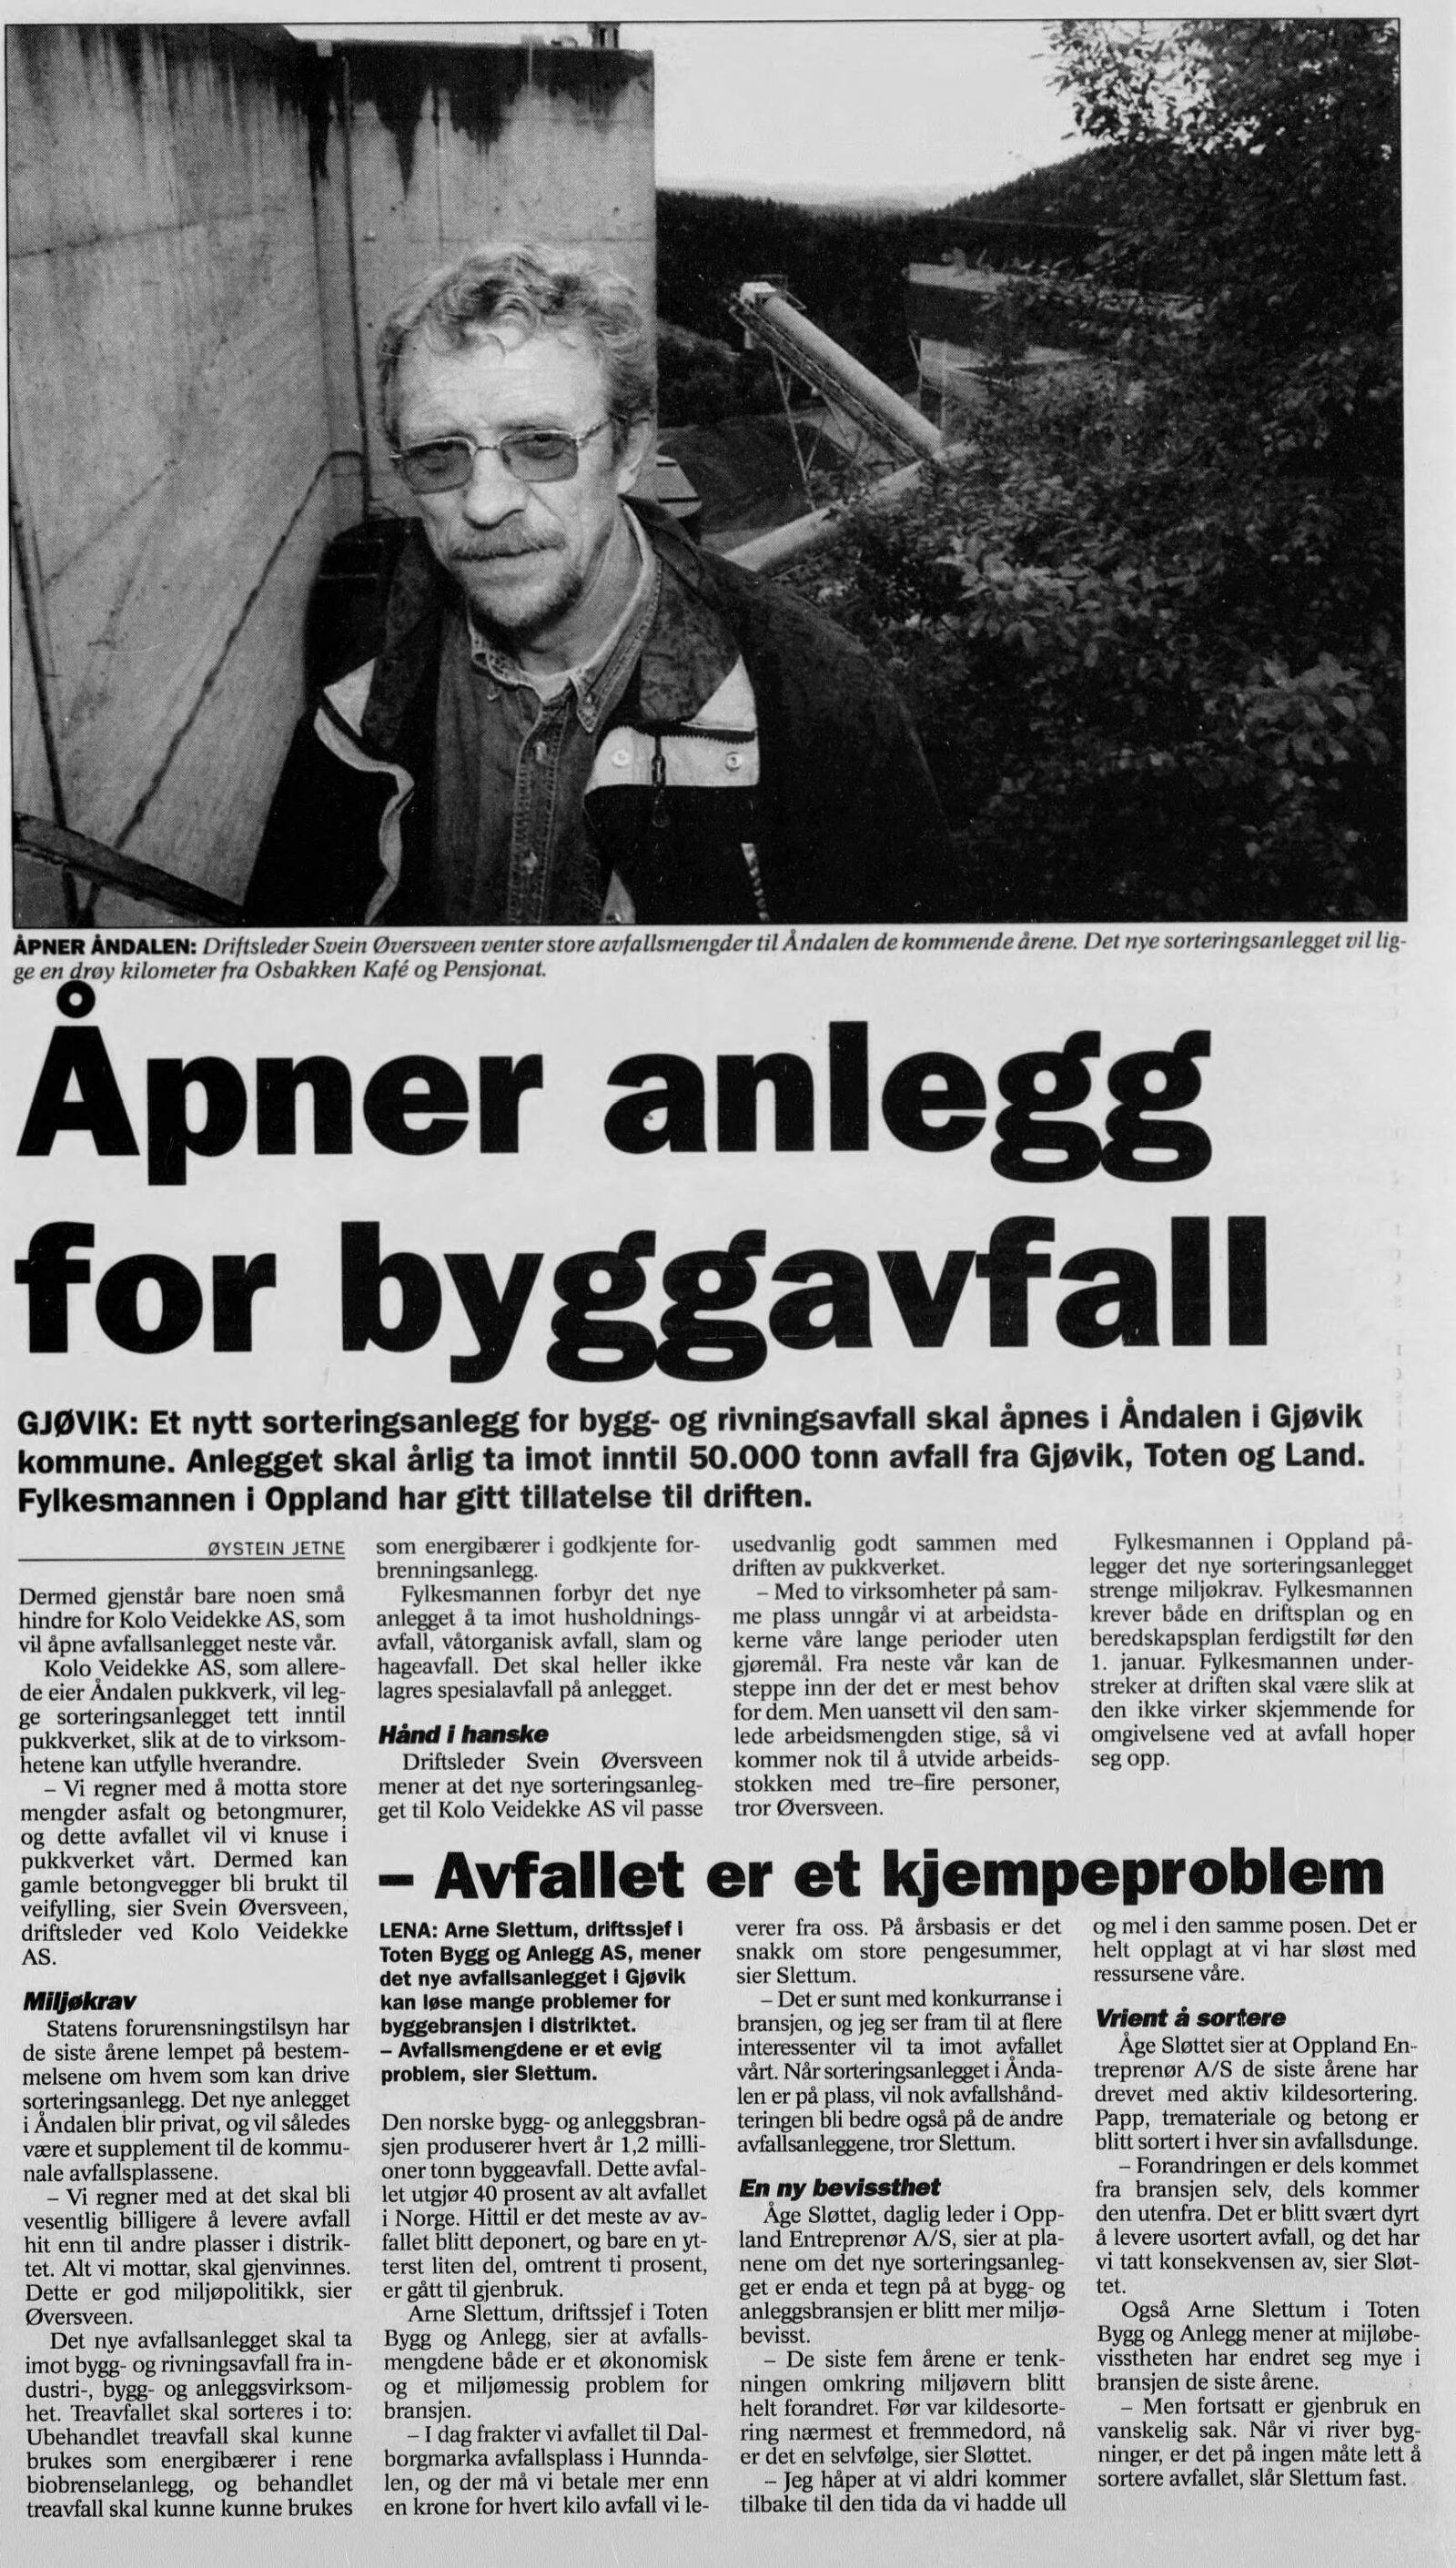 ÅPNER ÅNDALEN: Driftsleder Svein Øversveen venter store avfallsmengder til Åndalen de kommende årene. Det nye sorteringsanlegget vil lig-
ge en drøy kilometer fra Osbakken Kafé og Pensjonat.
Åpner anlegg
for byggavfall
GJØVIK: Et nytt sorteringsanlegg for bygg- og rivningsavfall skal åpnes i Åndalen i Gjøvik
kommune. Anlegget skal årlig ta imot inntil 50.000 tonn avfall fra Gjøvik, Toten og Land.
Fylkesmannen i Oppland har gitt tillatelse til driften.
ØYSTEIN JETNE
Dermed gjenstår bare noen små
hindre for Kolo Veidekke AS, som
vil åpne avfallsanlegget neste vår.
Kolo Veidekke AS, som allere-
de eier Åndalen pukkverk, vil leg-
ge sorteringsanlegget tett inntil
pukkverket, slik at de to virksom-
hetene kan utfylle hverandre.
– Vi regner med å motta store
mengder asfalt og betongmurer,
og dette avfallet vil vi knuse i
pukkverket vårt. Dermed kan
gamle betongvegger bli brukt til
veifylling, sier Svein Øversveen,
driftsleder ved Kolo Veidekke
AS.
Miljøkrav
Statens forurensningstilsyn har
de siste årene lempet på bestem-
melsene om hvem som kan drive
sorteringsanlegg. Det nye anlegget
i Åndalen blir privat, og vil således
være et supplement til de kommu-
nale avfallsplassene.
– Vi regner med at det skal bli
vesentlig billigere å levere avfall
hit enn til andre plasser i distrik-
tet. Alt vi mottar, skal gjenvinnes.
Dette er god miljøpolitikk, sier
Øversveen.
Det nye avfallsanlegget skal ta
imot bygg- og rivningsavfall fra in-
dustri-, bygg- og anleggsvirksom-
het. Treavfallet skal sorteres i to:
Ubehandlet treavfall skal kunne
brukes som energibærer i rene
biobrenselanlegg, og behandlet
treavfall skal kunne kunne brukes
som energibærer i godkjente for-
brenningsanlegg.
Fylkesmannen forbyr det nye
anlegget å ta imot husholdnings-
avfall, våtorganisk avfall, slam og
hageavfall. Det skal heller ikke
lagres spesialavfall på anlegget.
Hånd i hanske
Driftsleder Svein Øversveen
mener at det nye sorteringsanleg-
get til Kolo Veidekke AS vil passe
usedvanlig godt sammen med
driften av pukkverket.
– Med to virksomheter på sam-
me plass unngår vi at arbeidsta-
kerne våre lange perioder uten
gjøremål. Fra neste vår kan de
steppe inn der det er mest behov
for dem. Men uansett vil den sam-
lede arbeidsmengden stige, så vi
kommer nok til å utvide arbeids-
stokken med tre–fire personer,
tror Øversveen.
Fylkesmannen i Oppland på-
legger det nye sorteringsanlegget
strenge miljøkrav. Fylkesmannen
krever både en driftsplan og en
beredskapsplan ferdigstilt før den
1. januar. Fylkesmannen under-
streker at driften skal være slik at
den ikke virker skjemmende for
omgivelsene ved at avfall hoper
seg opp.
– Avfallet er et kjempeproblem
LENA: Arne Slettum, driftssjef i
Toten Bygg og Anlegg AS, mener
det nye avfallsanlegget i Gjøvik
kan løse mange problemer for
byggebransjen i distriktet.
– Avfallsmengdene er et evig
problem, sier Slettum.
Den norske bygg- og anleggsbran-
sjen produserer hvert år 1,2 milli-
oner tonn byggeavfall. Dette avfal-
let utgjør 40 prosent av alt avfallet
i Norge. Hittil er det meste av av-
fallet blitt deponert, og bare en yt-
terst liten del, omtrent ti prosent,
er gått til gjenbruk.
Arne Slettum, driftssjef i Toten
Bygg og Anlegg, sier at avfalls-
mengdene både er et økonomisk
og et miljømessig problem for
bransjen.
– I dag frakter vi avfallet til Dal-
borgmarka avfallsplass i Hunnda-
len, og der må vi betale mer enn
en krone for hvert kilo avfall vi le-
verer fra oss. På årsbasis er det
snakk om store pengesummer,
sier Slettum.
– Det er sunt med konkurranse i
bransjen, og jeg ser fram til at flere
interessenter vil ta imot avfallet
vårt. Når sorteringsanlegget i Ånda-
len er på plass, vil nok avfallshånd-
teringen bli bedre også på de andre
avfallsanleggene, tror Slettum.
En ny bevissthet
Åge Sløttet, daglig leder i Opp-
land Entreprenør A/S, sier at pla-
nene om det nye sorteringsanleg-
get er enda et tegn på at bygg- og
anleggsbransjen er blitt mer miljø-
bevisst.
– De siste fem årene er tenk-
ningen omkring miljøvern blitt
helt forandret. Før var kildesorte-
ring nærmest et fremmedord, nå
er det en selvfølge, sier Sløttet.
– Jeg håper at vi aldri kommer
tilbake til den tida da vi hadde ull
og mel i den samme posen. Det er
helt opplagt at vi har sløst med
ressursene våre.
Vrient å sortere
Åge Sløttet sier at Oppland En-
treprenør A/S de siste årene har
drevet med aktiv kildesortering.
Papp, tremateriale og betong er
blitt sortert i hver sin avfallsdunge.
– Forandringen er dels kommet
fra bransjen selv, dels kommer
den utenfra. Det er blitt svært dyrt
å levere usortert avfall, og det har
vi tatt konsekvensen av, sier Sløt-
tet.
Også Arne Slettum i Toten
Bygg og Anlegg mener at mijløbe-
visstheten har endret seg mye i
bransjen de siste årene.
– Men fortsatt er gjenbruk en
vanskelig sak. Når vi river byg-
ninger, er det på ingen måte lett å
sortere avfallet, slår Slettum fast.